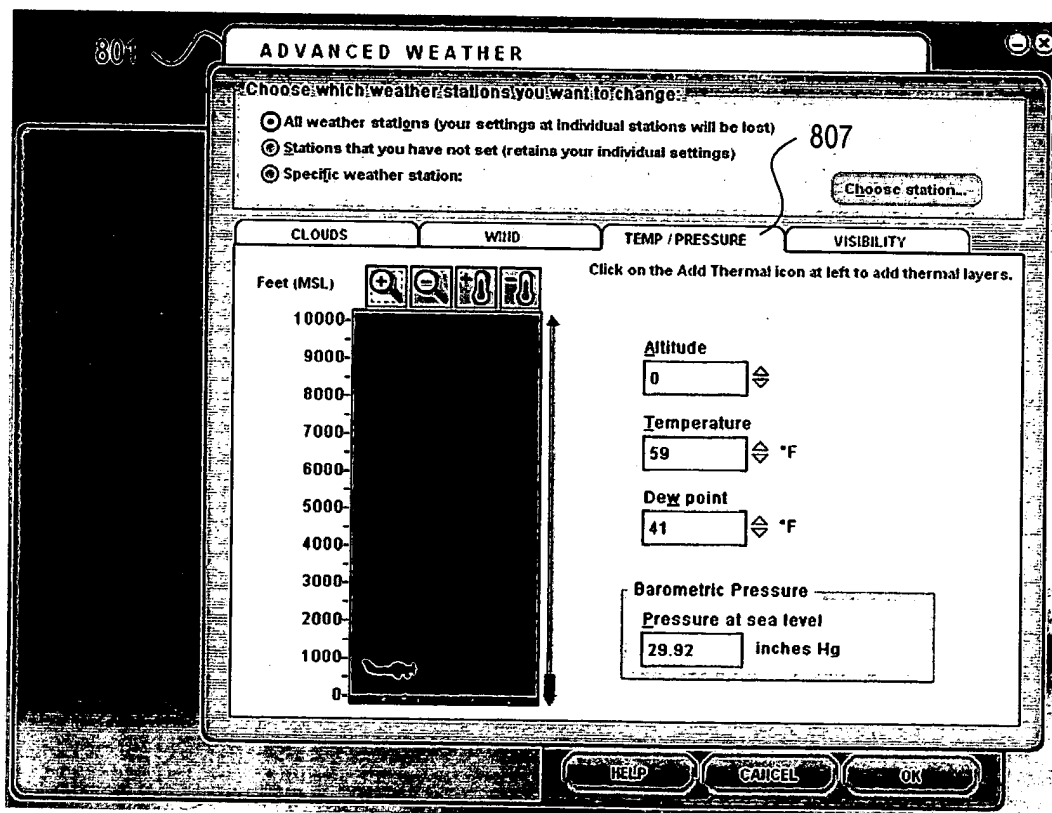 801
ADVANCED WEATHER
Choose which weather stations you want to change:
All weather stations (your settings at individual stations will be lost)
807
Stations that you have not set (retains your individual settings)
Specific weather station:
Choose station...
CLOUDS WIND TEMP / PRESSURE VISIBILITY
Feet (MSL)
Click on the Add Thermal icon at left to add thermal layers.
10000
9000
8000
7000
6000
5000
4000
3000
2000
1000
0
Altitude
0
Temperature
59 °F
Dew point
41 °F
Barometric Pressure
Pressure at sea level
29.92 inches Hg
HELP CANCEL OK